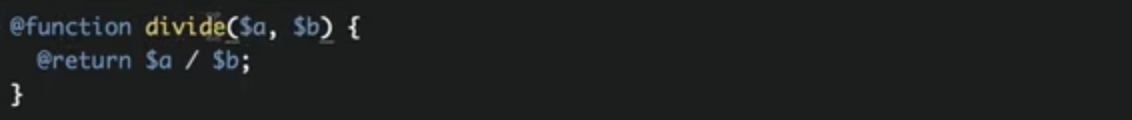 @function divide($a, $b) {
  @return $a / $b;
}